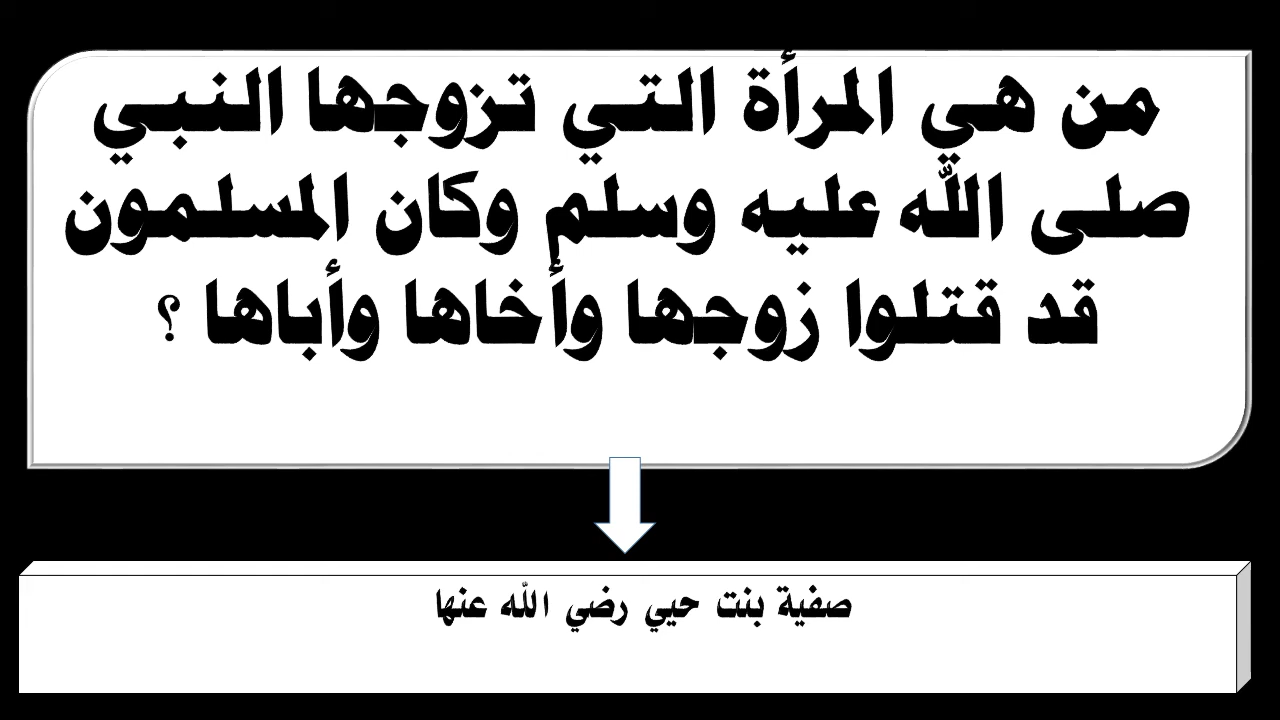 من هي المرأة التي تزوجها النبي
صلى الله عليه وسلم وكان المسلمون
قد قتلوا زوجها وأخاها وأباها ؟
صفية بنت حيي رضي الله عنها